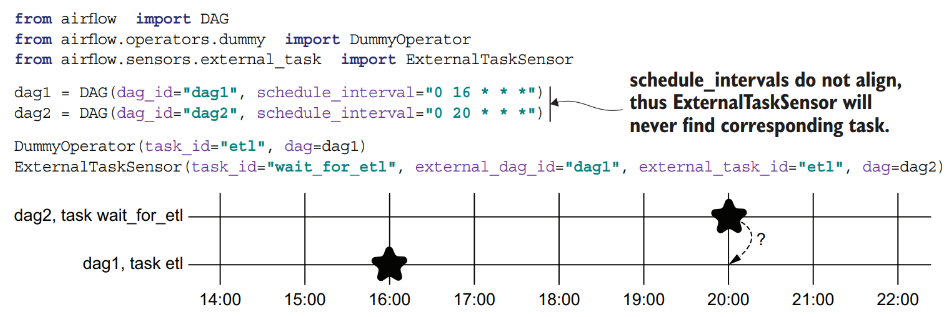 from airflow import DAG
from airflow.operators.dummy import DummyOperator
from airflow.sensors.external_task import ExternalTaskSensor
dag1 = DAG(dag_id="dag1", schedule_interval="0 16 * * *")
dag2 = DAG(dag_id="dag2", schedule_interval="0 20 * * *")
schedule_intervals do not align,
thus ExternalTaskSensor will
never find corresponding task.
DummyOperator(task_id="etl", dag=dag1)
ExternalTaskSensor(task_id="wait_for_etl", external_dag_id="dag1", external_task_id="etl", dag=dag2)
dag2, task wait_for_etl
?
dag1, task etl
14:00 15:00 16:00 17:00 18:00 19:00 20:00 21:00 22:00